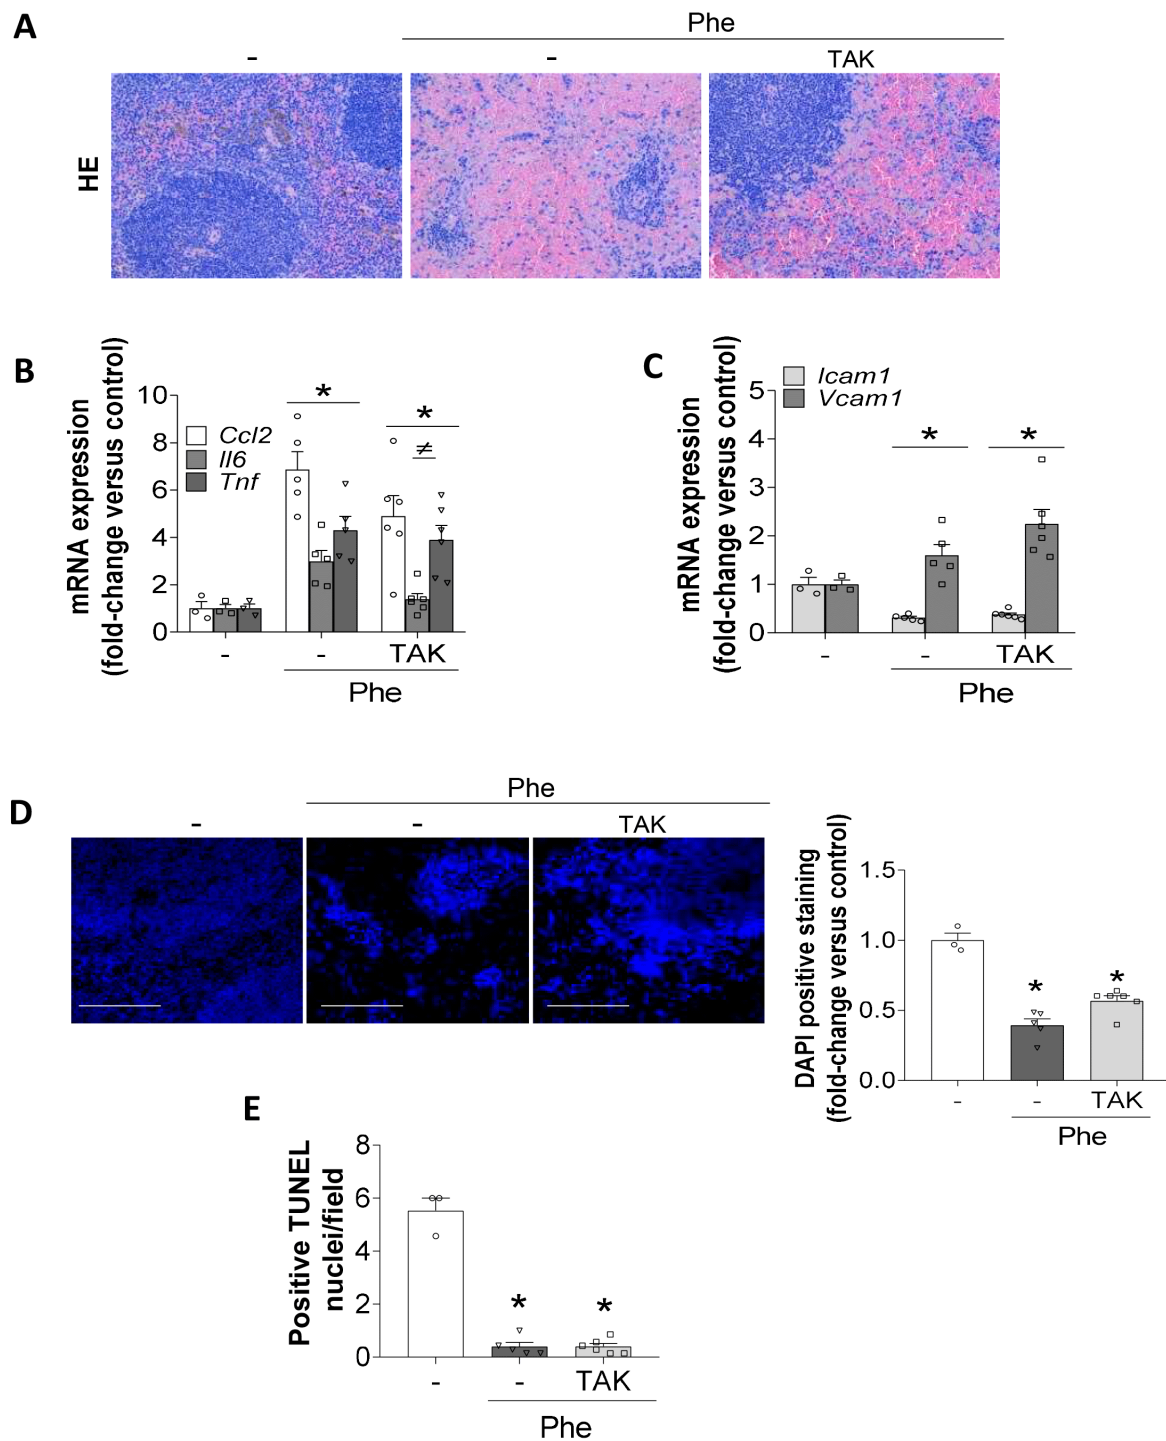 A
Phe
-
-
TAK
HE
B
mRNA expression
(fold-change versus control)
10
8
6
4
2
0
Ccl2
Il6
Tnf
*
*
≠
-
-
TAK
Phe
C
mRNA expression
(fold-change versus control)
5
4
3
2
1
0
Icam1
Vcam1
*
*
-
-
TAK
Phe
D
Phe
-
-
TAK
DAPI positive staining
(fold-change versus control)
1.5
1.0
0.5
0.0
*
*
-
-
TAK
Phe
E
Positive TUNEL
nuclei/field
8
6
4
2
0
*
*
-
-
TAK
Phe